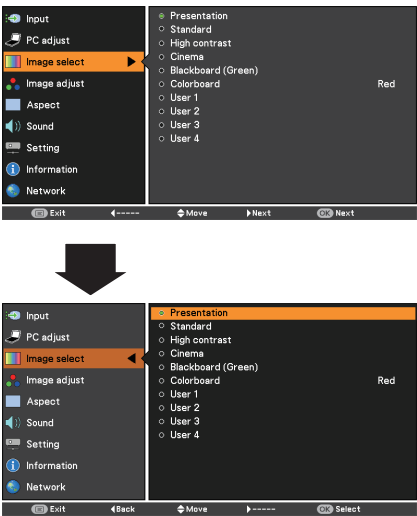 Input
PC adjust
Image select
Image adjust
Aspect
Sound
Setting
Information
Network
Presentation
Standard
High contrast
Cinema
Blackboard (Green)
Colorboard Red
User 1
User 2
User 3
User 4
Exit ----- Move Next OK Next
Input
PC adjust
Image select
Image adjust
Aspect
Sound
Setting
Information
Network
Presentation
Standard
High contrast
Cinema
Blackboard (Green)
Colorboard Red
User 1
User 2
User 3
User 4
Exit Back Move ----- OK Select